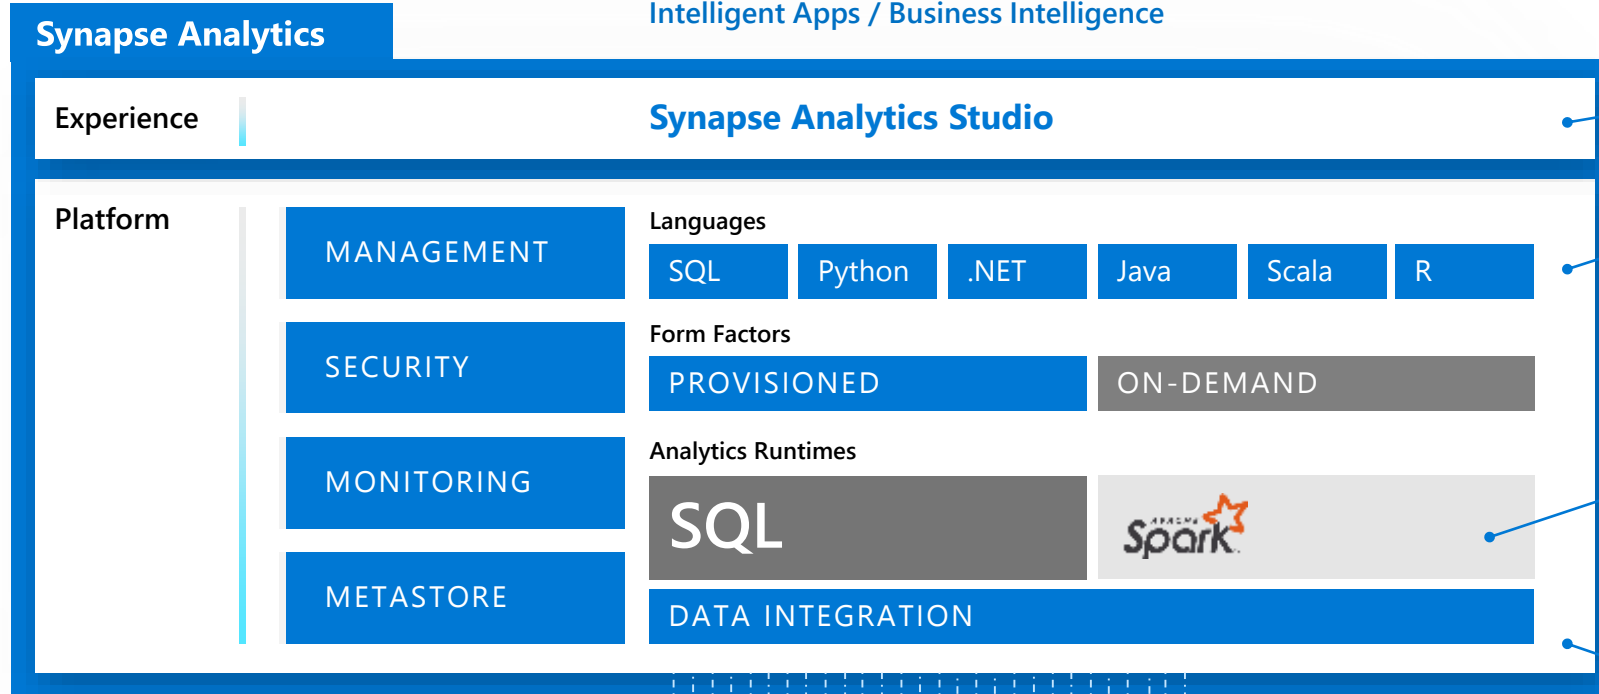 Intelligent Apps / Business Intelligence
Synapse Analytics
Experience
Synapse Analytics Studio
Platform
MANAGEMENT
SECURITY
MONITORING
METASTORE
Languages
SQL
Python
.NET
Java
Scala
R
Form Factors
PROVISIONED
ON-DEMAND
Analytics Runtimes
SQL
APACHE
Spark
DATA INTEGRATION